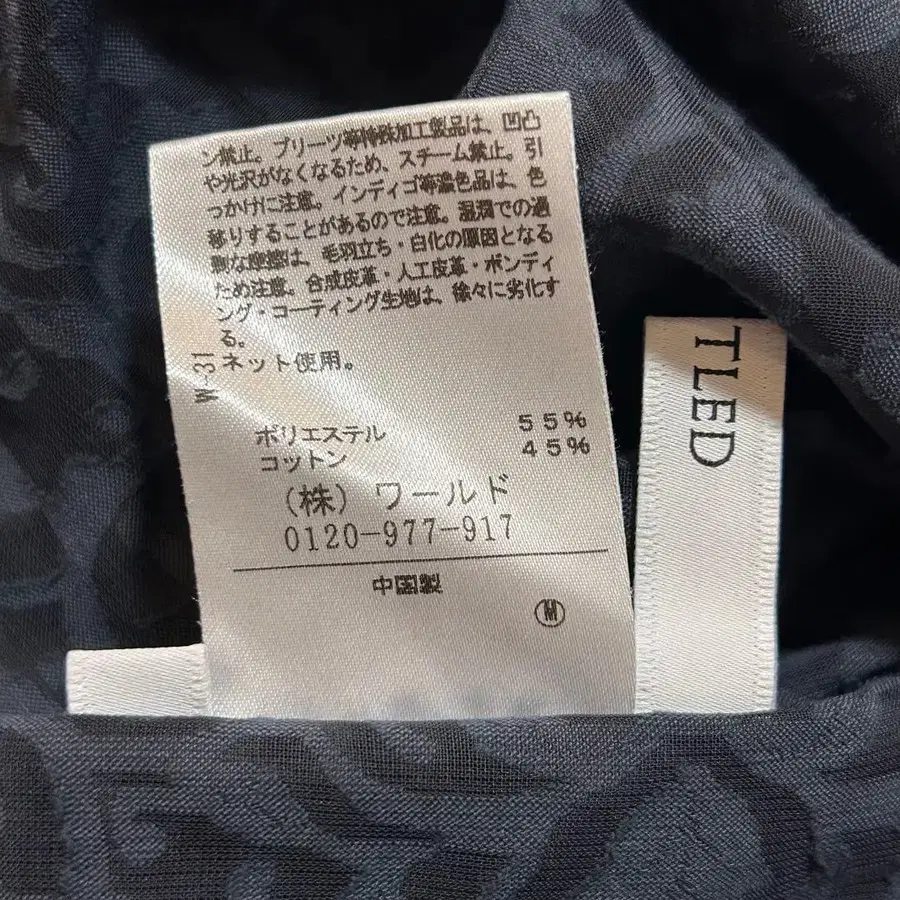 ン禁止。プリーツ等特殊加工製品は、凹凸
や光沢がなくなるため、スチーム禁止。引
っかけに注意。インディゴ等濃色品は、色
移りすることがあるので注意。湿潤での過
剰な摩擦は、毛羽立ち・白化の原因となる
ため注意。合成皮革・人工皮革・ボンディ
ング・コーティング生地は、徐々に劣化す
る。
ネット使用。
W-31
ポリエステル 55%
コットン 45%
(株) ワールド
0120-977-917
中国製
M
TLED